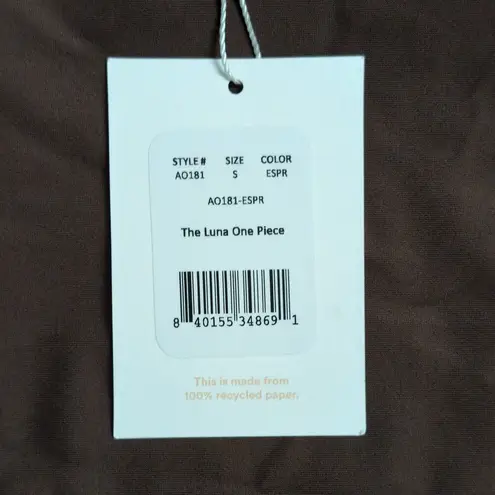 STYLE # SIZE COLOR
AO181 S ESPR
AO181-ESPR
The Luna One Piece
8 40155 34869 1
This is made from
100% recycled paper.